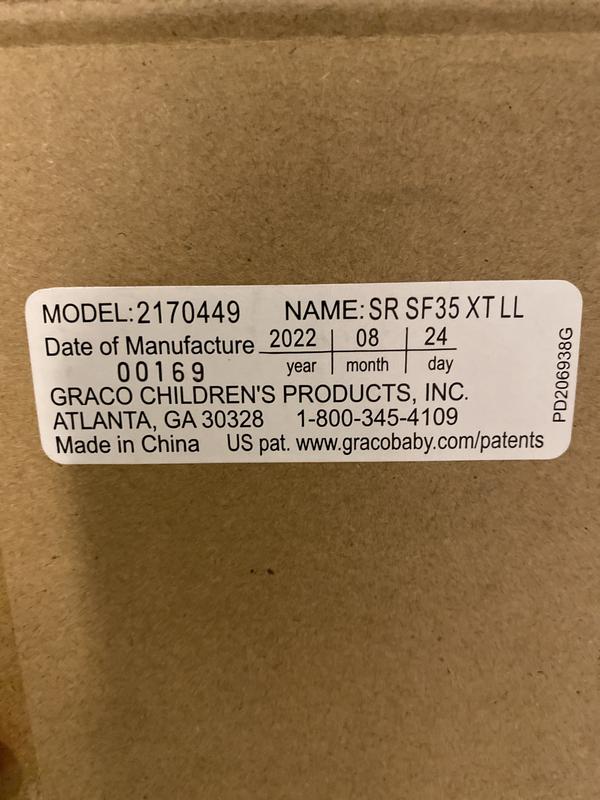 MODEL: 2170449 NAME: SR SF35 XT LL
Date of Manufacture 2022 08 24
00169 year month day
GRACO CHILDREN'S PRODUCTS, INC.
ATLANTA, GA 30328 1-800-345-4109
Made in China US pat. www.gracobaby.com/patents
PD206938G